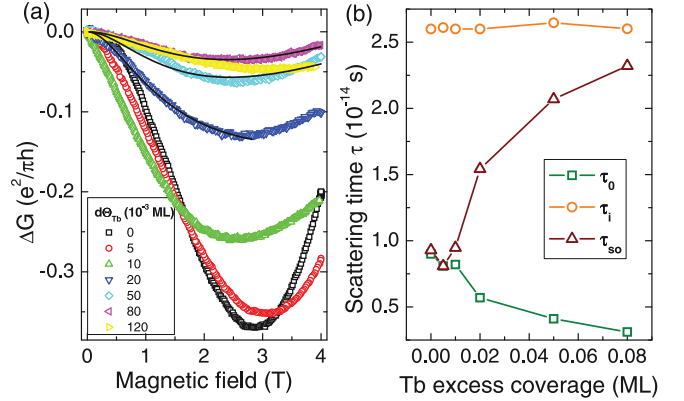 (a)
0.0
-0.1
-0.2
-0.3
ΔG (e²/πh)
dΘ_Tb (10⁻³ ML)
0
5
10
20
50
80
120
0
1
2
3
4
Magnetic field (T)
(b)
2.5
2.0
1.5
1.0
0.5
Scattering time τ (10⁻¹⁴ s)
τ₀
τᵢ
τ_so
0.00
0.02
0.04
0.06
0.08
Tb excess coverage (ML)